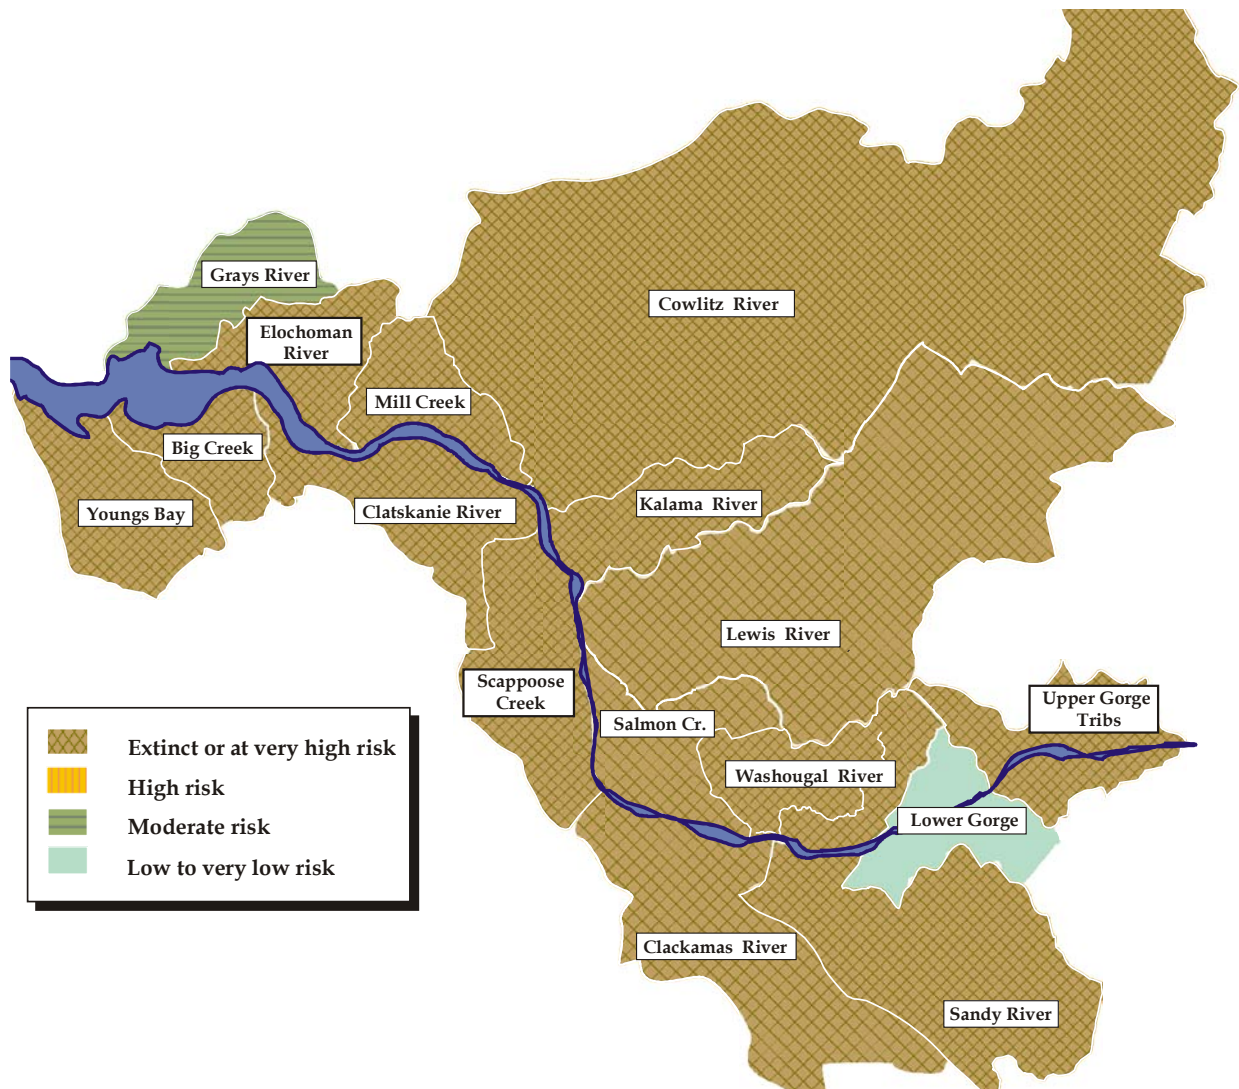 Grays River
Cowlitz River
Elochoman
River
Mill Creek
Big Creek
Kalama River
Youngs Bay
Clatskanie River
Lewis River
Scappoose
Creek
Upper Gorge
Tribs
Salmon Cr.
Washougal River
Lower Gorge
Clackamas River
Sandy River
Extinct or at very high risk
High risk
Moderate risk
Low to very low risk